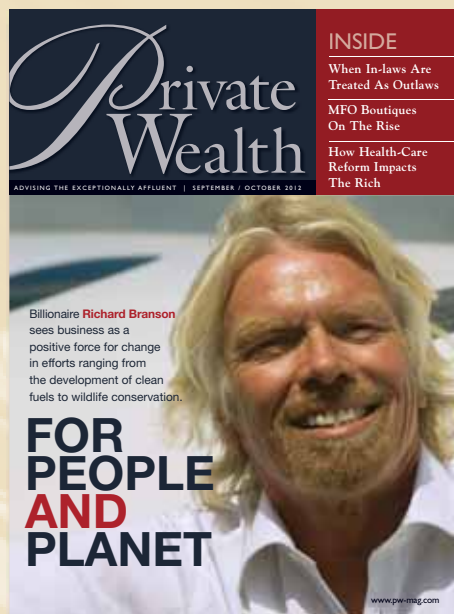 Private
Wealth
ADVISING THE EXCEPTIONALLY AFFLUENT | SEPTEMBER / OCTOBER 2012
INSIDE
When In-laws Are
Treated As Outlaws
MFO Boutiques
On The Rise
How Health-Care
Reform Impacts
The Rich
Billionaire Richard Branson
sees business as a
positive force for change
in efforts ranging from
the development of clean
fuels to wildlife conservation.
FOR
PEOPLE
AND
PLANET
www.pw-mag.com